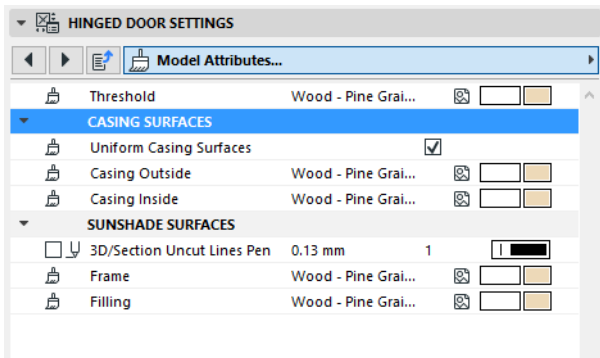 HINGED DOOR SETTINGS
Model Attributes...
Threshold Wood - Pine Grai...
CASING SURFACES
Uniform Casing Surfaces
Casing Outside Wood - Pine Grai...
Casing Inside Wood - Pine Grai...
SUNSHADE SURFACES
3D/Section Uncut Lines Pen 0.13 mm 1
Frame Wood - Pine Grai...
Filling Wood - Pine Grai...